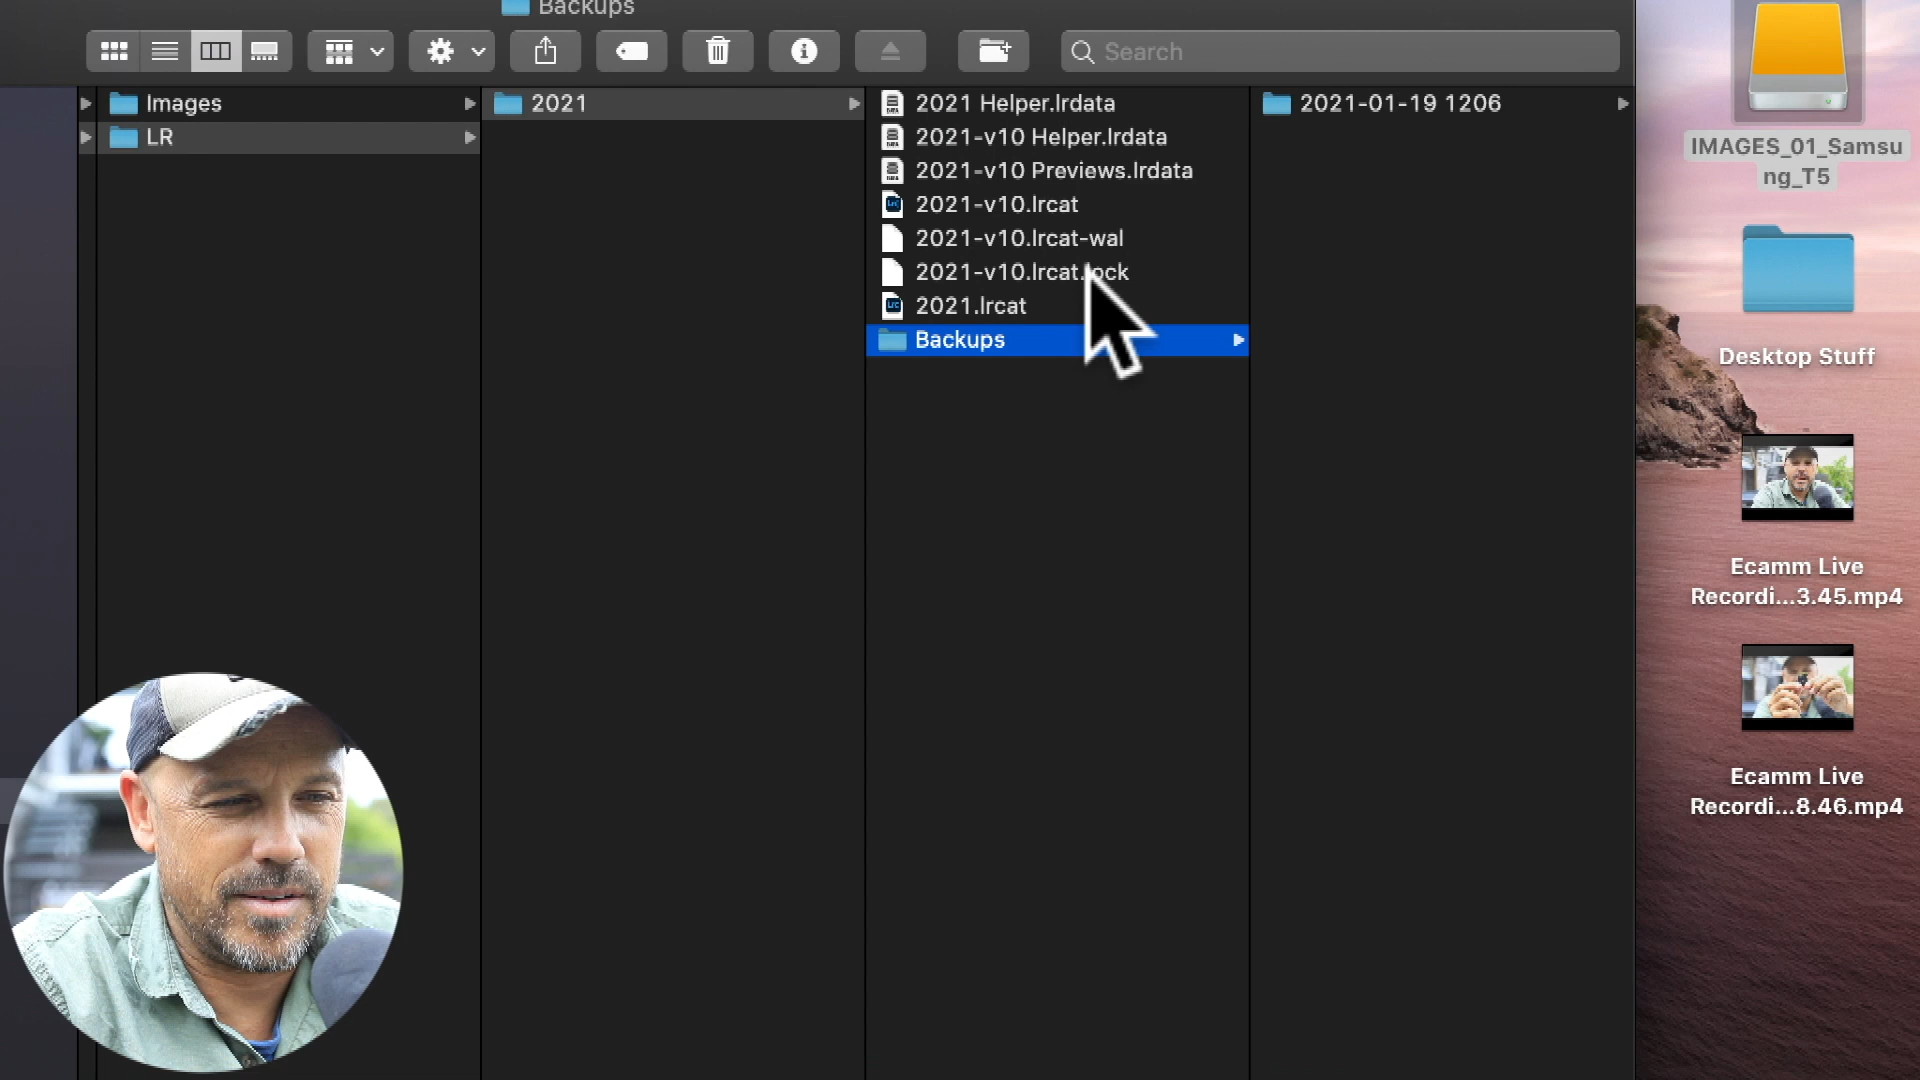 Backups
Search
Images
LR
2021
2021 Helper.lrdata
2021-v10 Helper.lrdata
2021-v10 Previews.lrdata
2021-v10.lrcat
2021-v10.lrcat-wal
2021-v10.lrcat.lock
2021.lrcat
Backups
2021-01-19 1206
IMAGES_01_Samsu
ng_T5
Desktop Stuff
Ecamm Live
Recordi...3.45.mp4
Ecamm Live
Recordi...8.46.mp4